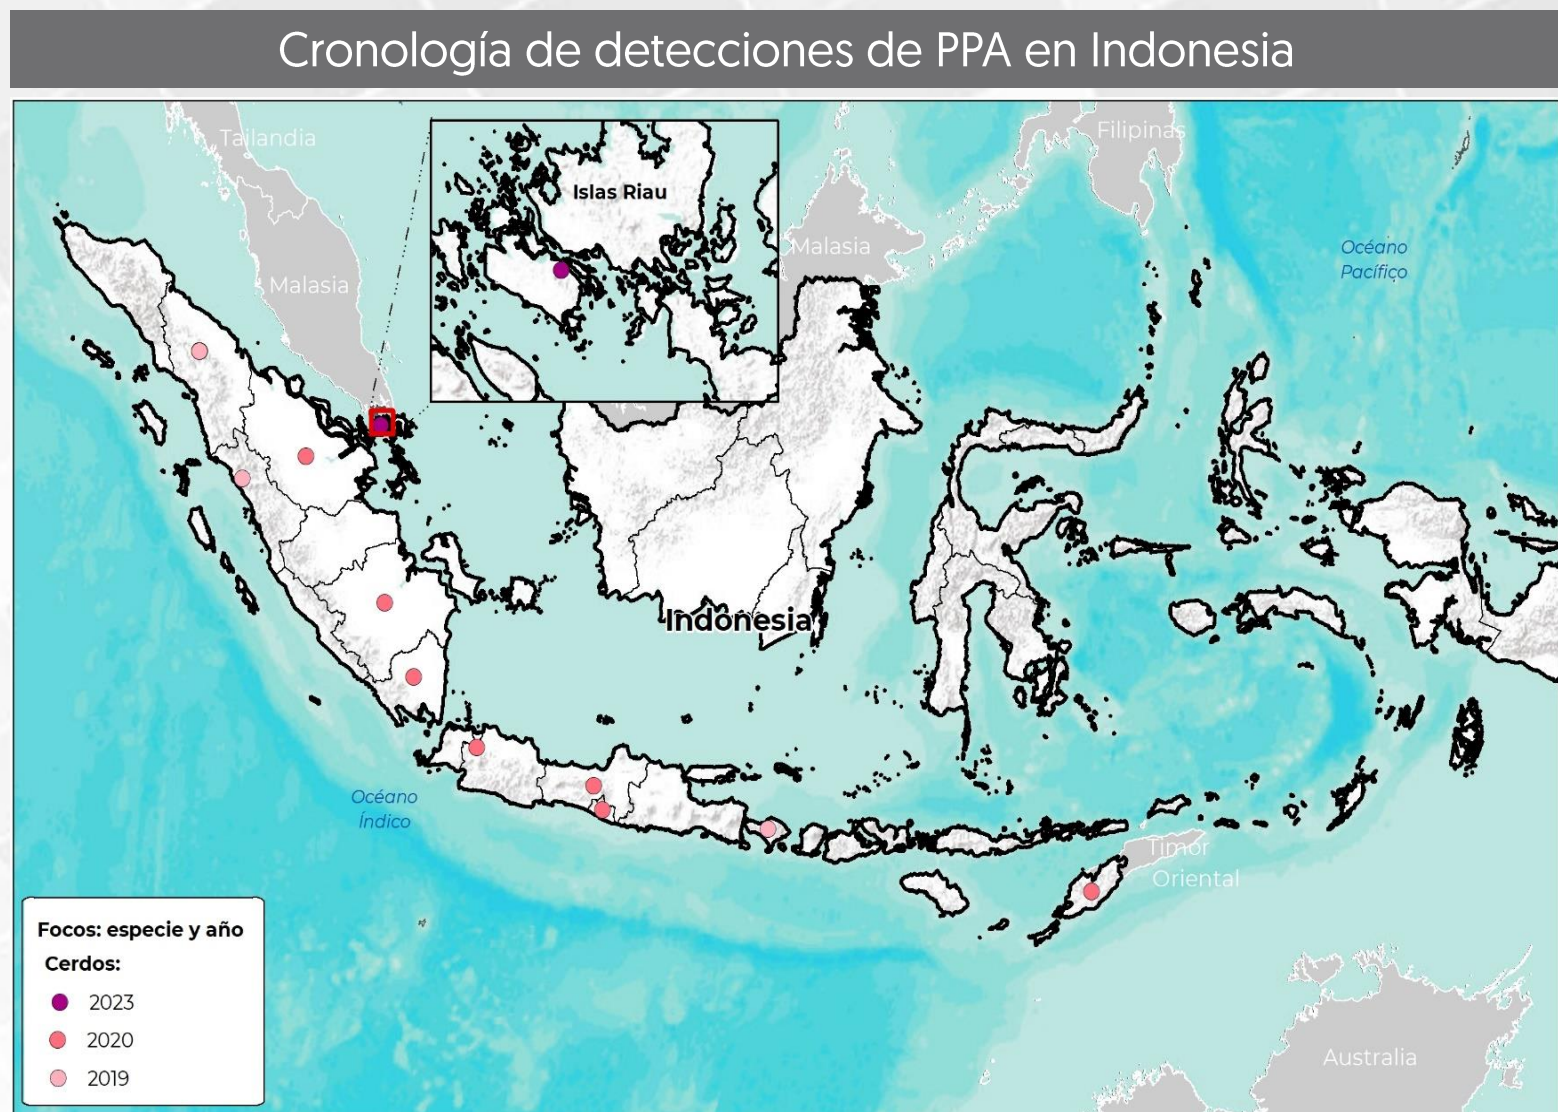 Cronología de detecciones de PPA en Indonesia
Tailandia
Filipinas
Islas Riau
Malasia
Océano
Pacífico
Malasia
Indonesia
Océano
Índico
Timor
Oriental
Focos: especie y año
Cerdos:
2023
2020
2019
Australia